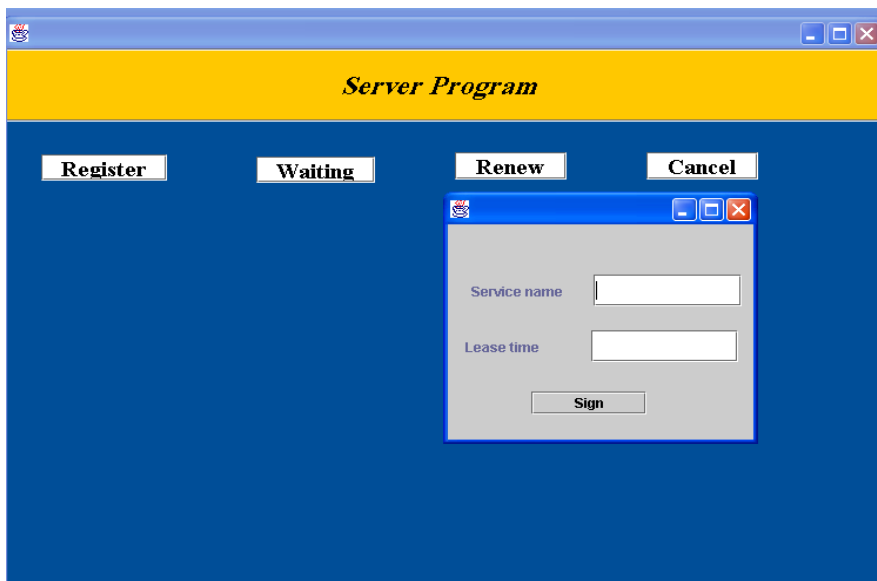 Server Program
Register Waiting Renew Cancel
Service name
Lease time
Sign